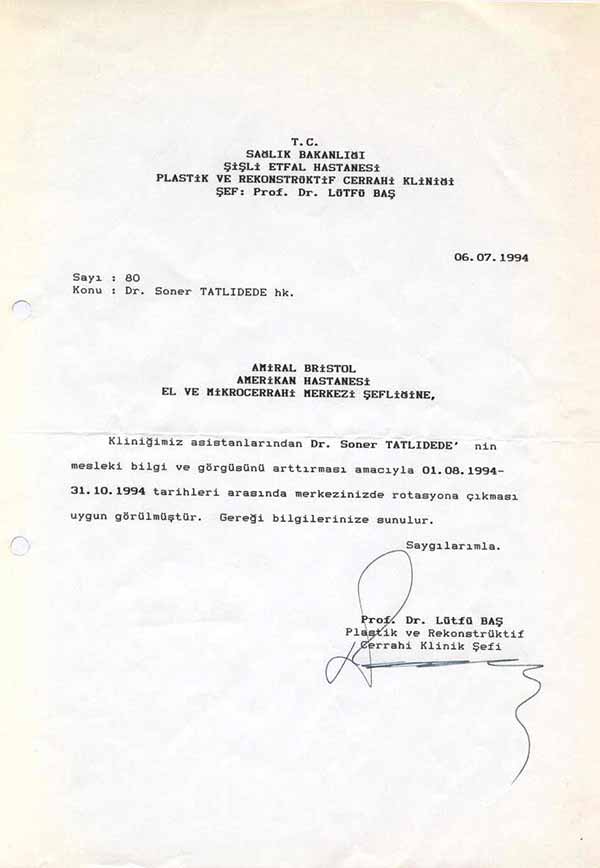 T.C.
SAĞLIK BAKANLIĞI
ŞİŞLİ ETFAL HASTANESİ
PLASTİK VE REKONSTRÜKTİF CERRAHİ KLİNİĞİ
ŞEF: Prof. Dr. LÜTFÜ BAŞ
06.07.1994
Sayı : 80
Konu : Dr. Soner TATLIDEDE hk.
AMİRAL BRİSTOL
AMERİKAN HASTANESİ
EL VE MİKROCERRAHİ MERKEZİ ŞEFLİĞİNE,
Kliniğimiz asistanlarından Dr. Soner TATLIDEDE' nin
mesleki bilgi ve görgüsünü arttırması amacıyla 01.08.1994-
31.10.1994 tarihleri arasında merkezinizde rotasyona çıkması
uygun görülmüştür. Gereği bilgilerinize sunulur.
Saygılarımla.
Prof. Dr. Lütfü BAŞ
Plastik ve Rekonstrüktif
Cerrahi Klinik Şefi